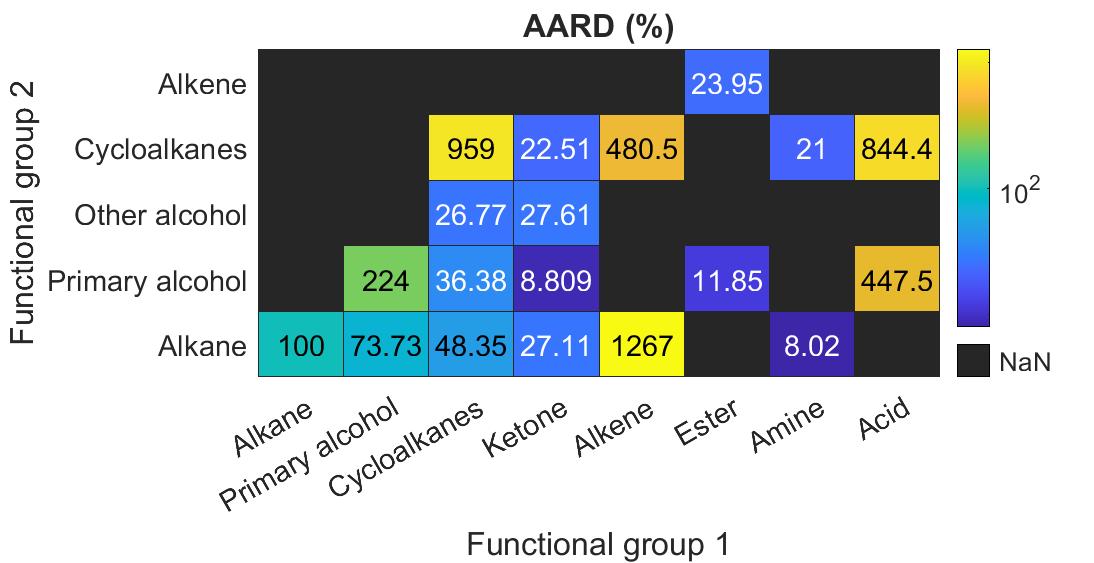 AARD (%)
Functional group 2
Alkene
23.95
Cycloalkanes
959 22.51 480.5 21 844.4
Other alcohol
26.77 27.61
Primary alcohol
224 36.38 8.809 11.85 447.5
Alkane
100 73.73 48.35 27.11 1267 8.02
10²
NaN
Alkane
Primary alcohol
Cycloalkanes
Ketone
Alkene
Ester
Amine
Acid
Functional group 1